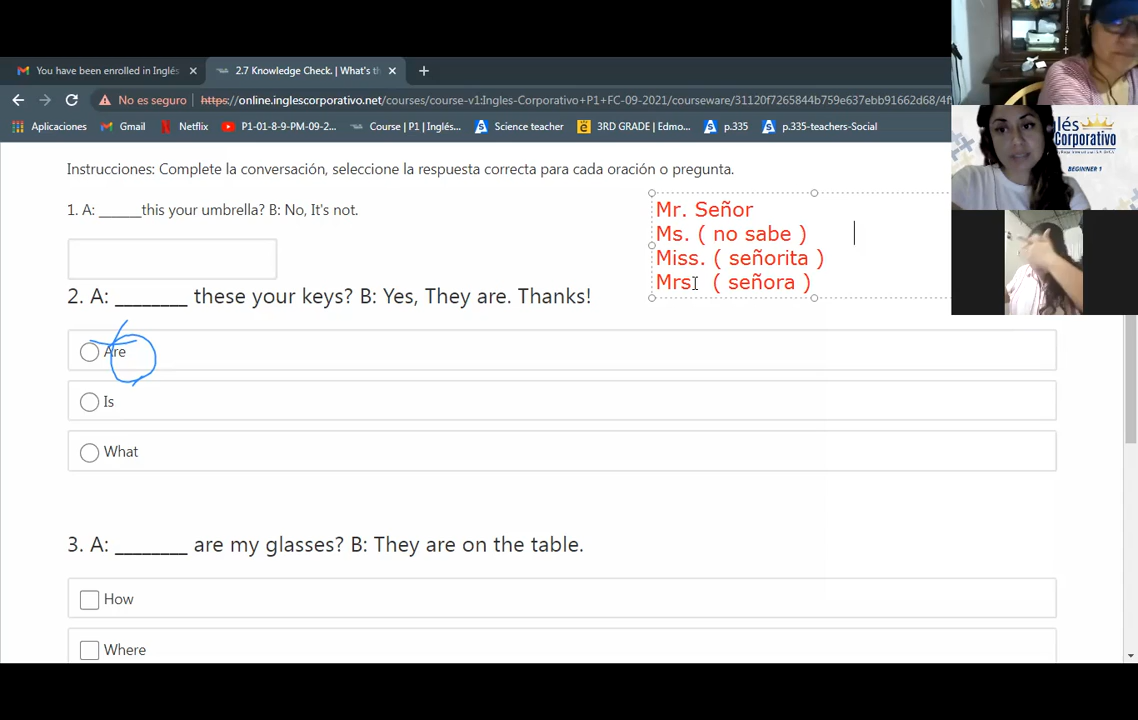 You have been enrolled in Inglés
2.7 Knowledge Check. | What's th
No es seguro
https://online.inglescorporativo.net/courses/course-v1:Ingles-Corporativo+P1+FC-09-2021/courseware/31120f7265844b759e637ebb91662d68/4f
Aplicaciones
Gmail
Netflix
P1-01-8-9-PM-09-2...
Course | P1 | Inglés...
Science teacher
3RD GRADE | Edmo...
p.335
p.335-teachers-Social
Instrucciones: Complete la conversación, seleccione la respuesta correcta para cada oración o pregunta.
1. A: ______this your umbrella? B: No, It's not.
Mr. Señor
Ms. ( no sabe )
Miss. ( señorita )
Mrs. ( señora )
2. A: ________ these your keys? B: Yes, They are. Thanks!
Are
Is
What
3. A: ________ are my glasses? B: They are on the table.
How
Where
lés
Corporativo
BEGINNER 1